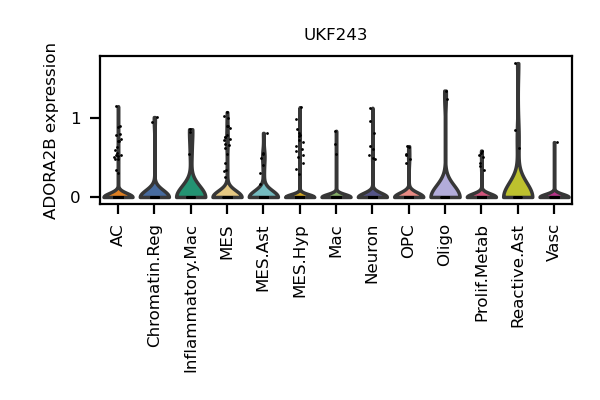 UKF243
ADORA2B expression
1
0
AC
Chromatin.Reg
Inflammatory.Mac
MES
MES.Ast
MES.Hyp
Mac
Neuron
OPC
Oligo
Prolif.Metab
Reactive.Ast
Vasc